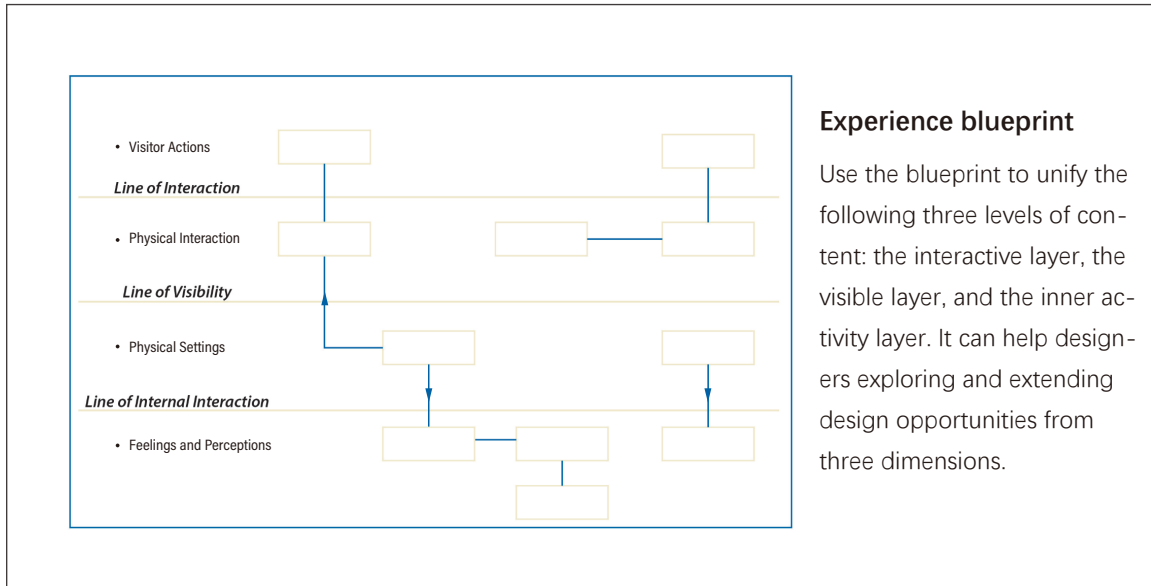 • Visitor Actions
Line of Interaction
• Physical Interaction
Line of Visibility
• Physical Settings
Line of Internal Interaction
• Feelings and Perceptions
Experience blueprint
Use the blueprint to unify the
following three levels of con-
tent: the interactive layer, the
visible layer, and the inner ac-
tivity layer. It can help design-
ers exploring and extending
design opportunities from
three dimensions.